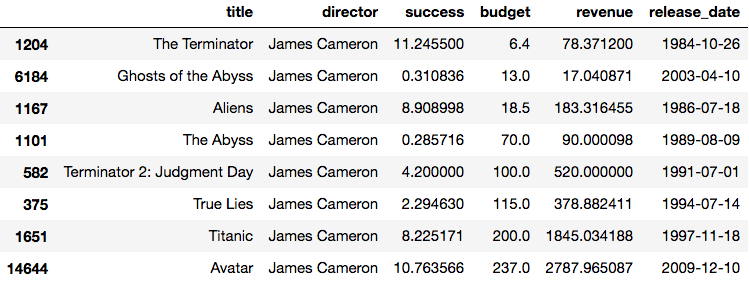 title director success budget revenue release_date
1204 The Terminator James Cameron 11.245500 6.4 78.371200 1984-10-26
6184 Ghosts of the Abyss James Cameron 0.310836 13.0 17.040871 2003-04-10
1167 Aliens James Cameron 8.908998 18.5 183.316455 1986-07-18
1101 The Abyss James Cameron 0.285716 70.0 90.000098 1989-08-09
582 Terminator 2: Judgment Day James Cameron 4.200000 100.0 520.000000 1991-07-01
375 True Lies James Cameron 2.294630 115.0 378.882411 1994-07-14
1651 Titanic James Cameron 8.225171 200.0 1845.034188 1997-11-18
14644 Avatar James Cameron 10.763566 237.0 2787.965087 2009-12-10